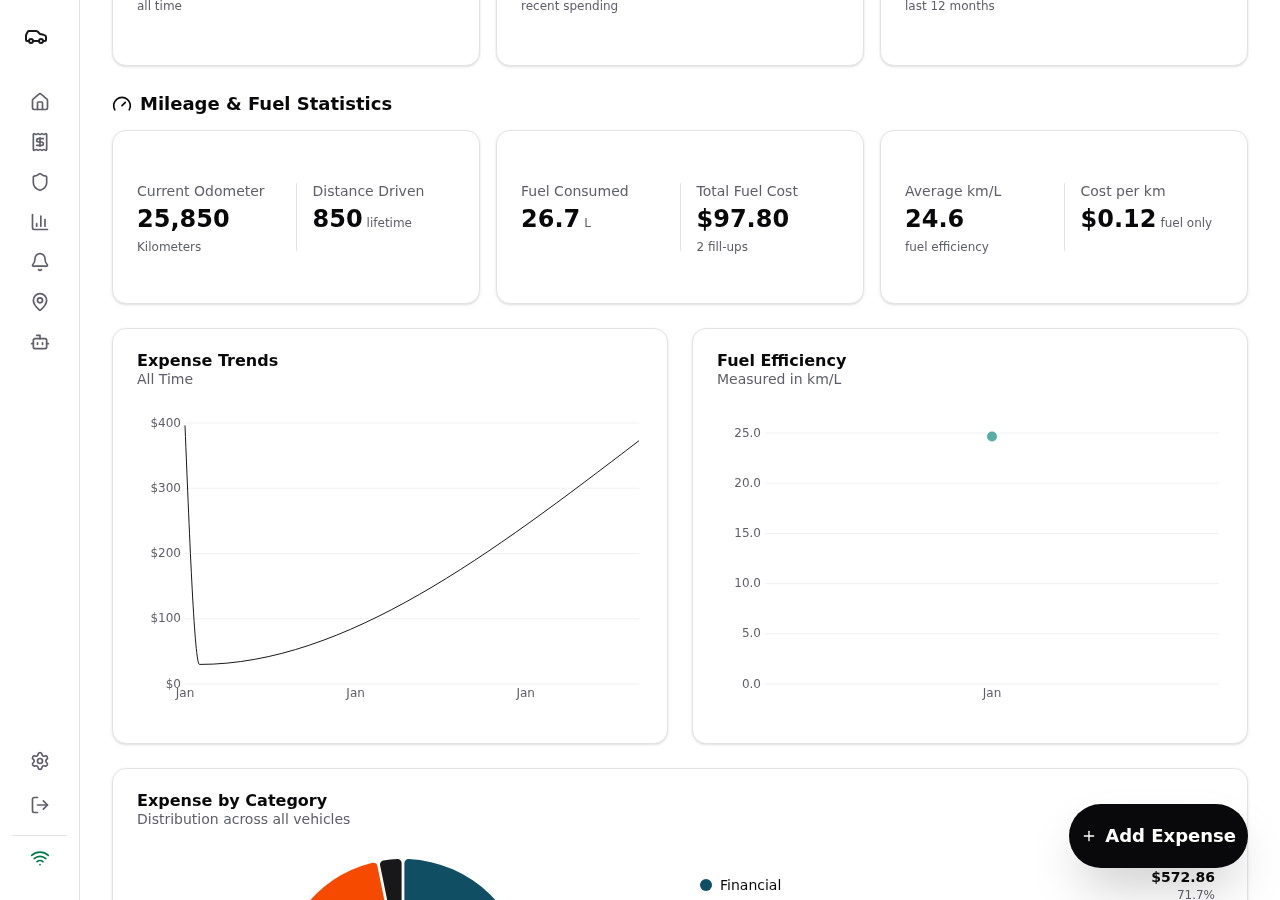 all time
recent spending
last 12 months
Mileage & Fuel Statistics
Current Odometer
25,850
Kilometers
Distance Driven
850 lifetime
Fuel Consumed
26.7 L
Total Fuel Cost
$97.80
2 fill-ups
Average km/L
24.6
fuel efficiency
Cost per km
$0.12 fuel only
Expense Trends
All Time
$400
$300
$200
$100
$0
Jan
Jan
Jan
Fuel Efficiency
Measured in km/L
25.0
20.0
15.0
10.0
5.0
0.0
Jan
Expense by Category
Distribution across all vehicles
Add Expense
Financial
$572.86
71.7%